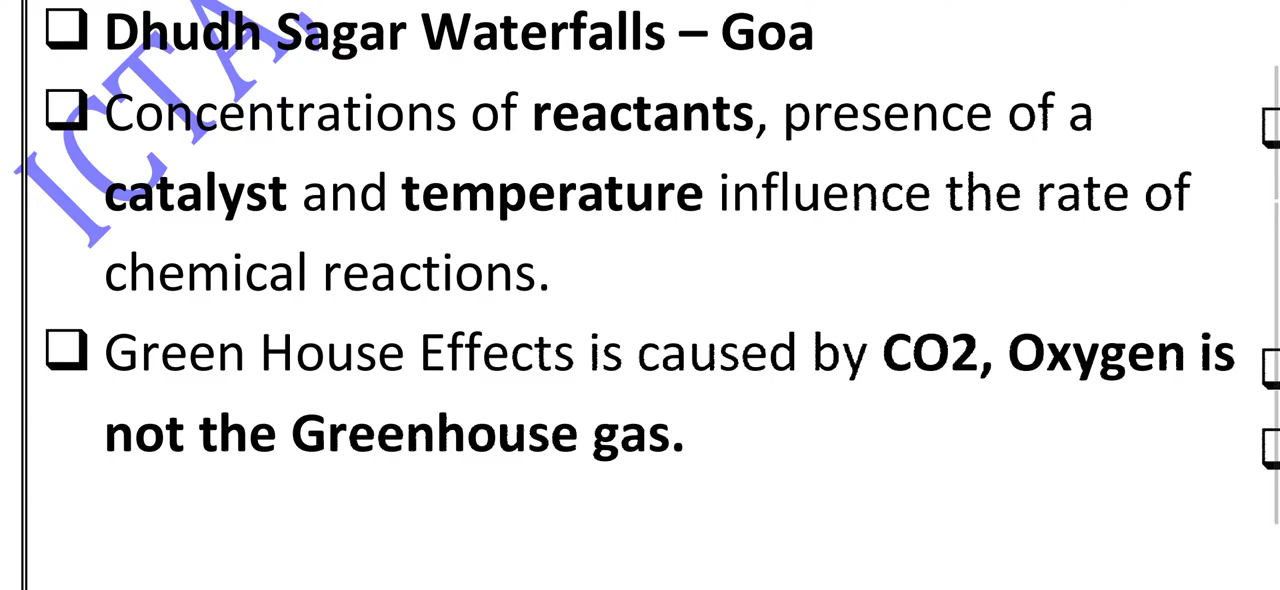 ❑ Dhudh Sagar Waterfalls – Goa
❑ Concentrations of reactants, presence of a
catalyst and temperature influence the rate of
chemical reactions.
❑ Green House Effects is caused by CO2, Oxygen is
not the Greenhouse gas.
ICTA